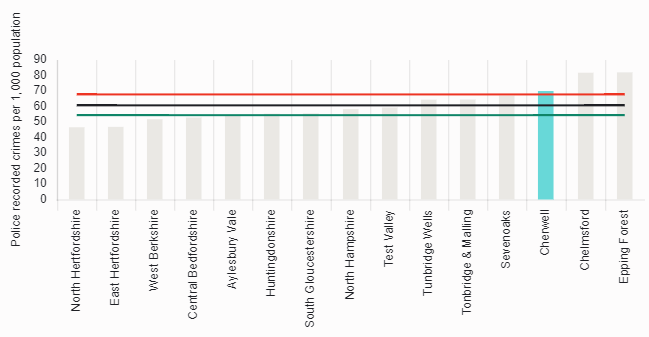 Police recorded crimes per 1,000 population
90
80
70
60
50
40
30
20
10
0
North Hertfordshire
East Hertfordshire
West Berkshire
Central Bedfordshire
Aylesbury Vale
Huntingdonshire
South Gloucestershire
North Hampshire
Test Valley
Tunbridge Wells
Tonbridge & Malling
Sevenoaks
Cherwell
Chelmsford
Epping Forest